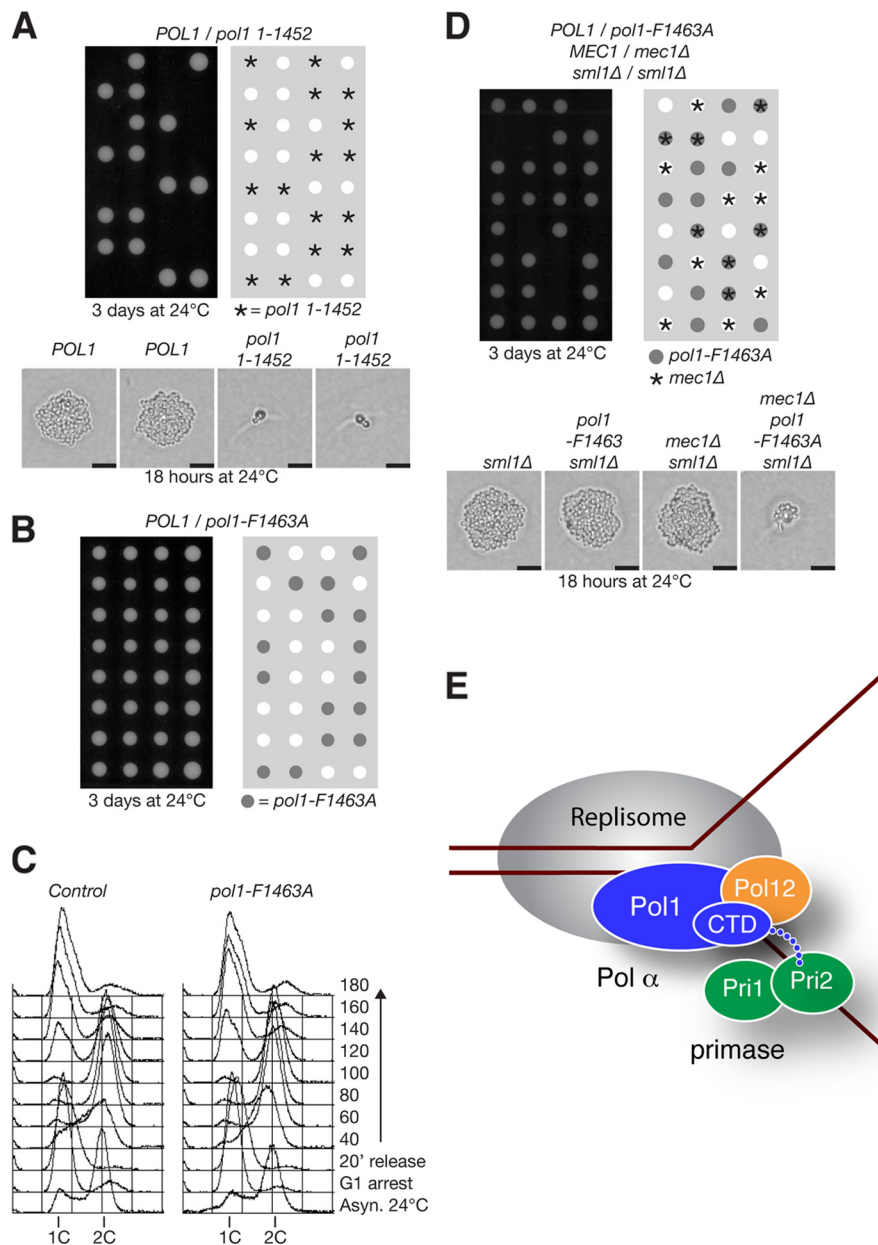 A
POL1 / pol1 1-1452
3 days at 24°C
* = pol1 1-1452
POL1
POL1
pol1
1-1452
pol1
1-1452
18 hours at 24°C
B
POL1 / pol1-F1463A
3 days at 24°C
= pol1-F1463A
C
Control
pol1-F1463A
180
160
140
120
100
80
60
40
20' release
G1 arrest
Asyn. 24°C
1C
2C
1C
2C
D
POL1 / pol1-F1463A
MEC1 / mec1Δ
sml1Δ / sml1Δ
3 days at 24°C
pol1-F1463A
* mec1Δ
sml1Δ
pol1
-F1463
sml1Δ
mec1Δ
sml1Δ
mec1Δ
pol1
-F1463A
sml1Δ
18 hours at 24°C
E
Replisome
Pol1
Pol12
CTD
Pol α
Pri1
Pri2
primase